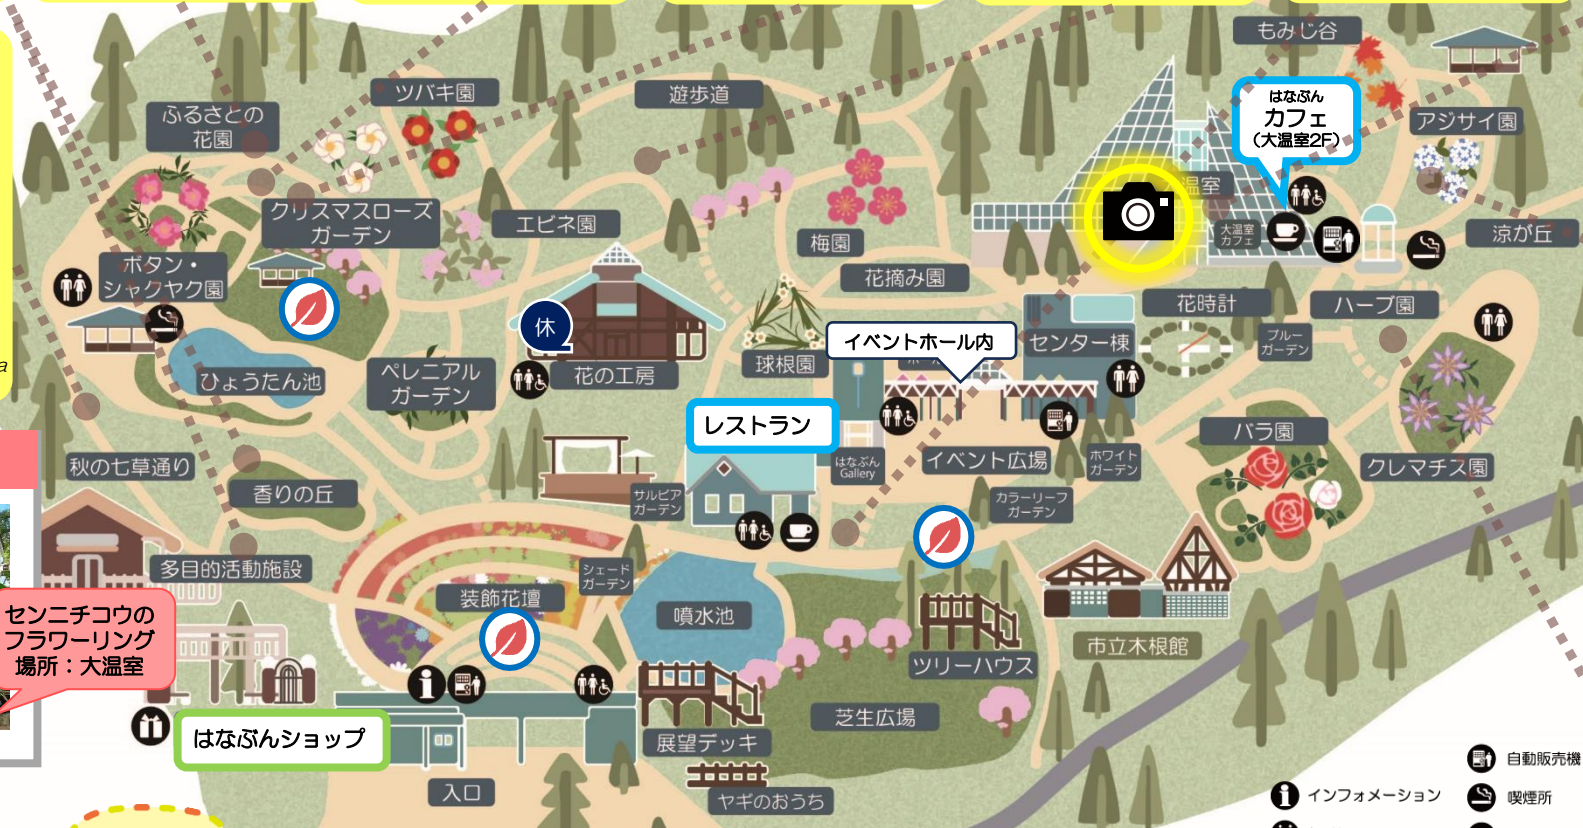 もみじ谷
はなぶん
カフェ
(大温室2F)
ツバキ園
遊歩道
ふるさとの
花園
アジサイ園
温室
クリスマスローズ
ガーデン
エビネ園
梅園
大温室
カフェ
涼が丘
ボタン・
シャクヤク園
花摘み園
花時計
ハーブ園
休
イベントホール内
センター棟
ブルー
ガーデン
球根園
花の工房
ひょうたん池
ペレニアル
ガーデン
a
レストラン
バラ園
秋の七草通り
はなぶん
Gallery
イベント広場
ホワイト
ガーデン
クレマチス園
香りの丘
サルビア
ガーデン
カラーリーフ
ガーデン
多目的活動施設
シェード
ガーデン
装飾花壇
噴水池
センニチコウの
フラワーリング
場所：大温室
市立木根館
ツリーハウス
芝生広場
はなぶんショップ
展望デッキ
入口
ヤギのおうち
自動販売機
インフォメーション
喫煙所